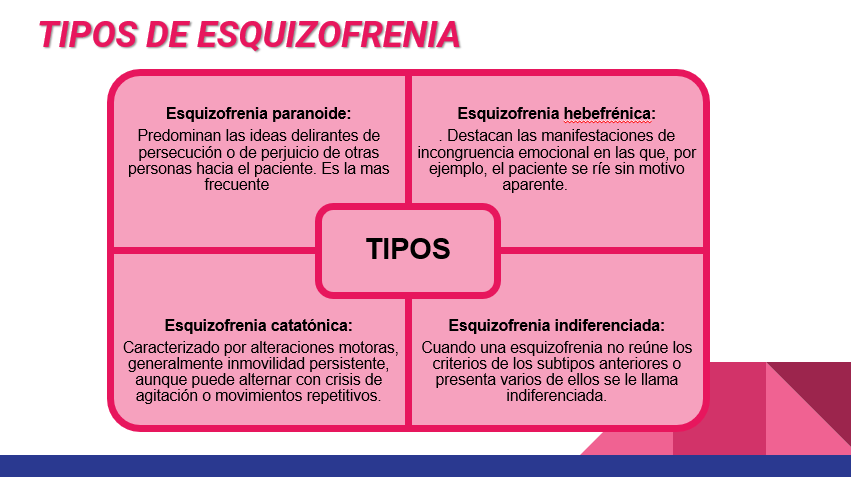 TIPOS DE ESQUIZOFRENIA
Esquizofrenia paranoide:
Predominan las ideas delirantes de
persecución o de perjuicio de otras
personas hacia el paciente. Es la mas
frecuente
Esquizofrenia hebefrénica:
. Destacan las manifestaciones de
incongruencia emocional en las que, por
ejemplo, el paciente se ríe sin motivo
aparente.
TIPOS
Esquizofrenia catatónica:
Caracterizado por alteraciones motoras,
generalmente inmovilidad persistente,
aunque puede alternar con crisis de
agitación o movimientos repetitivos.
Esquizofrenia indiferenciada:
Cuando una esquizofrenia no reúne los
criterios de los subtipos anteriores o
presenta varios de ellos se le llama
indiferenciada.